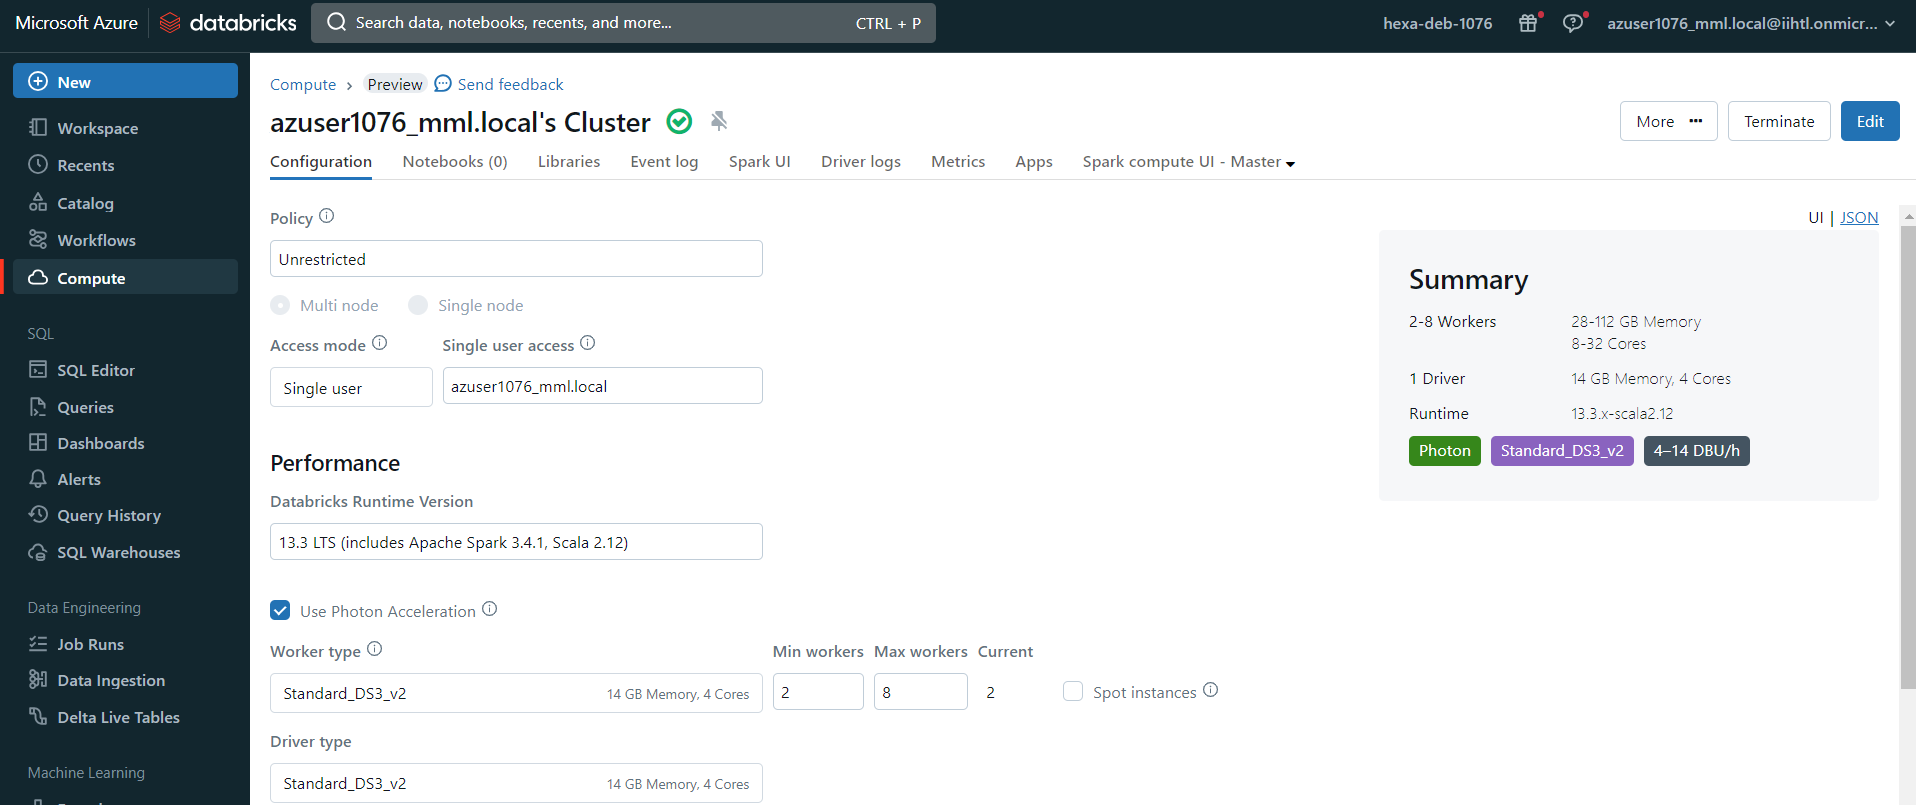 Microsoft Azure databricks Search data, notebooks, recents, and more... CTRL + P hexa-deb-1076 azuser1076_mml.local@iihtl.onmicr...
New
Workspace
Recents
Catalog
Workflows
Compute
SQL
SQL Editor
Queries
Dashboards
Alerts
Query History
SQL Warehouses
Data Engineering
Job Runs
Data Ingestion
Delta Live Tables
Machine Learning
Compute › Preview Send feedback
azuser1076_mml.local's Cluster
More ••• Terminate Edit
Configuration Notebooks (0) Libraries Event log Spark UI Driver logs Metrics Apps Spark compute UI - Master
UI | JSON
Policy
Unrestricted
Multi node Single node
Access mode Single user access
Single user azuser1076_mml.local
Performance
Databricks Runtime Version
13.3 LTS (includes Apache Spark 3.4.1, Scala 2.12)
Use Photon Acceleration
Worker type Min workers Max workers Current
Standard_DS3_v2 14 GB Memory, 4 Cores 2 8 2 Spot instances
Driver type
Standard_DS3_v2 14 GB Memory, 4 Cores
Summary
2-8 Workers 28-112 GB Memory
8-32 Cores
1 Driver 14 GB Memory, 4 Cores
Runtime 13.3.x-scala2.12
Photon Standard_DS3_v2 4–14 DBU/h